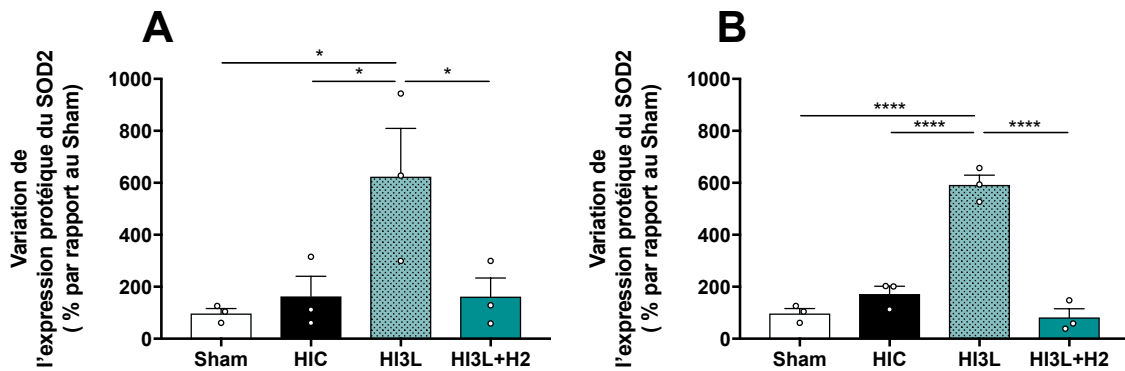 A
Variation de
l'expression protéique du SOD2
( % par rapport au Sham)
1000
800
600
400
200
0
*
*
*
Sham
HIC
HI3L
HI3L+H2
B
Variation de
l'expression protéique du SOD2
( % par rapport au Sham)
1000
800
600
400
200
0
****
****
****
Sham
HIC
HI3L
HI3L+H2